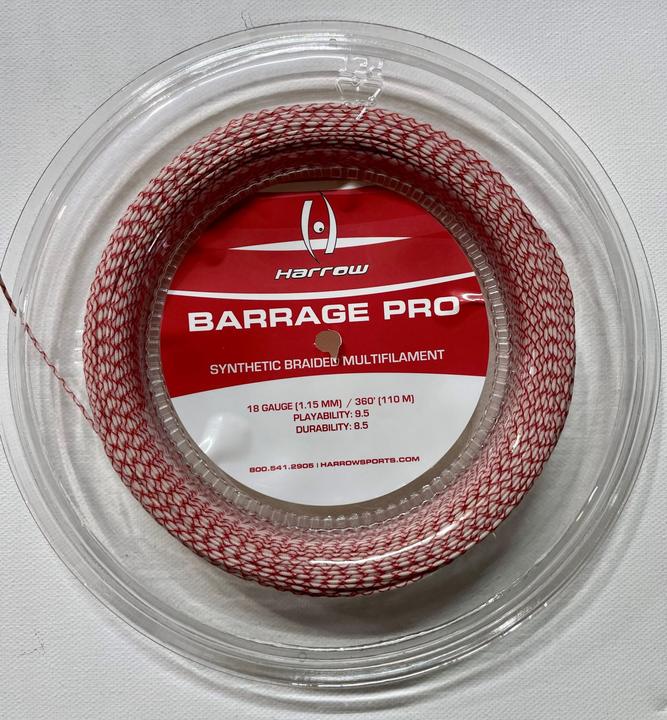 Harrow
BARRAGE PRO
SYNTHETIC BRAIDED MULTIFILAMENT
18 GAUGE (1.15 MM) / 360' (110 M)
PLAYABILITY: 9.5
DURABILITY: 8.5
800.541.2905 | HARROWSPORTS.COM